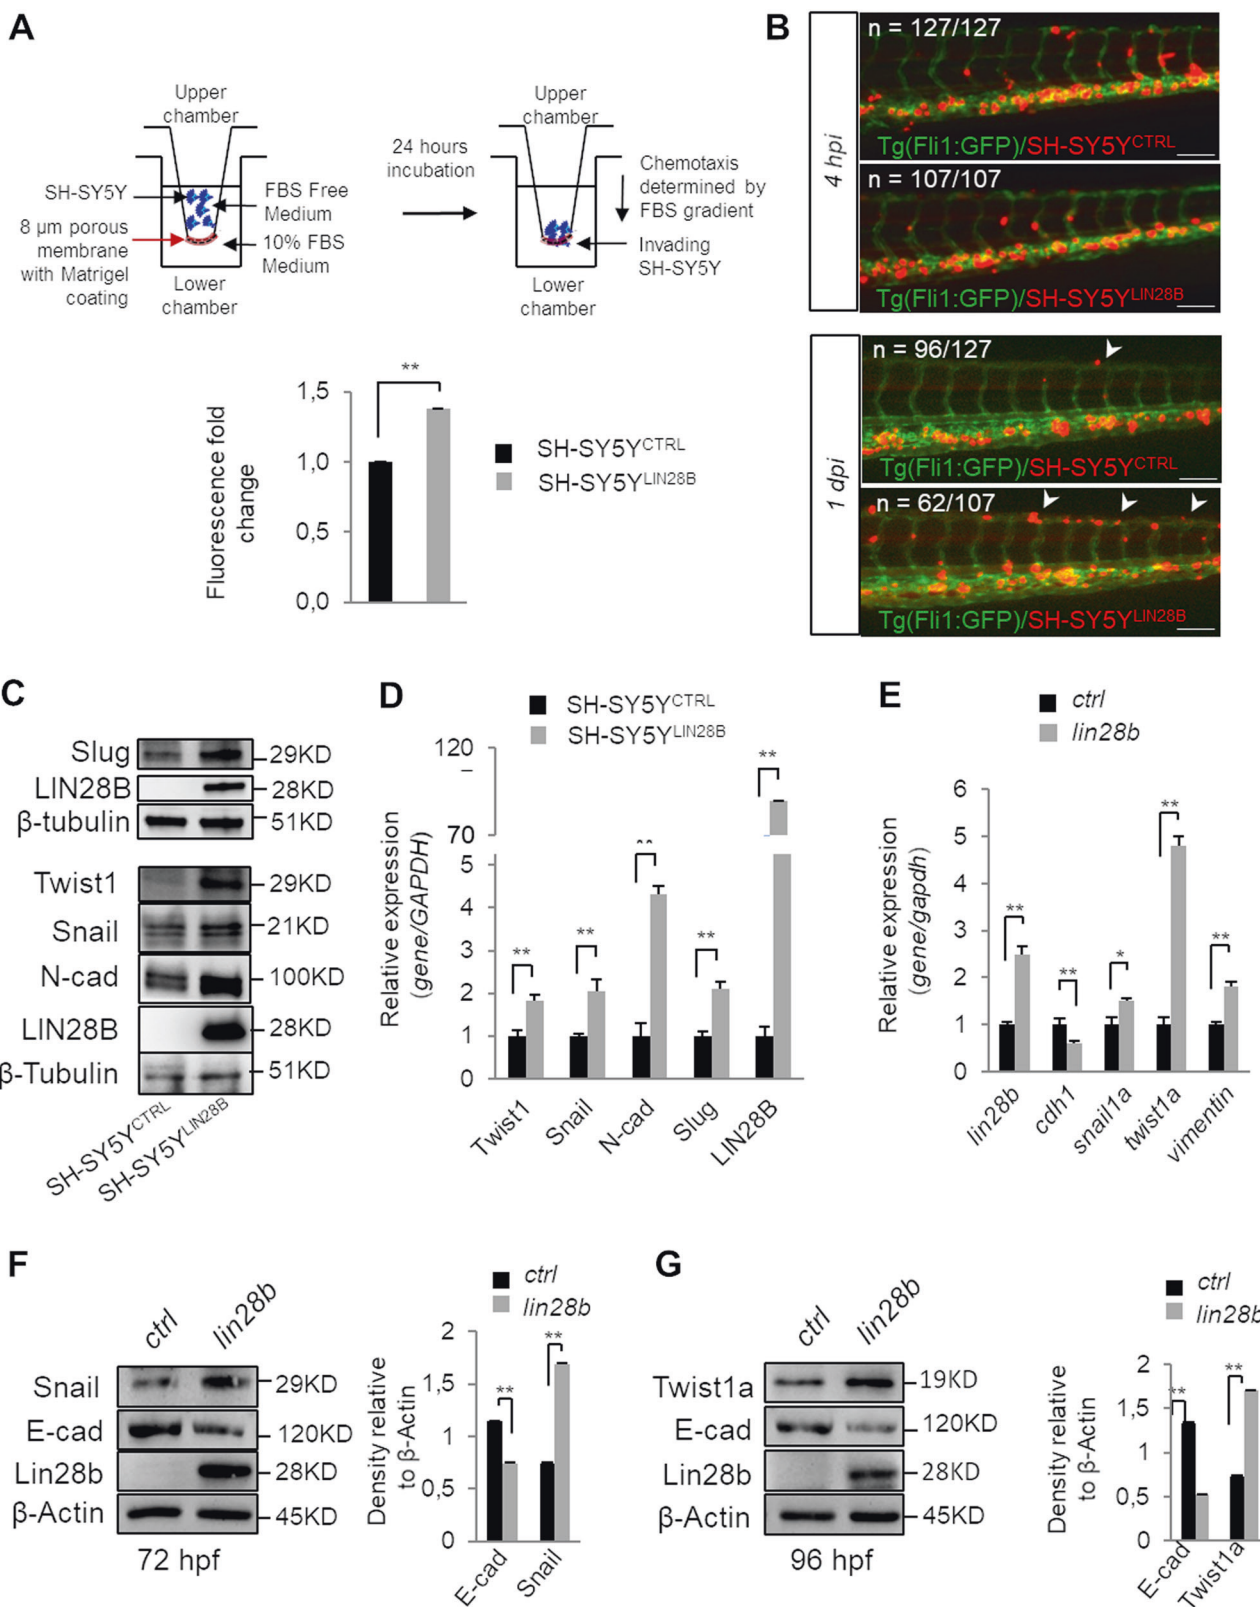 A
Upper
chamber
SH-SY5Y
FBS Free
Medium
8 µm porous
membrane
with Matrigel
coating
10% FBS
Medium
Lower
chamber
24 hours
incubation
Upper
chamber
Chemotaxis
determined by
FBS gradient
Invading
SH-SY5Y
Lower
chamber
Fluorescence fold
change
1,5
1,0
0,5
0,0
**
SH-SY5YCTRL
SH-SY5YLIN28B
B
4 hpi
n = 127/127
Tg(Fli1:GFP)/SH-SY5YCTRL
n = 107/107
Tg(Fli1:GFP)/SH-SY5YLIN28B
1 dpi
n = 96/127
Tg(Fli1:GFP)/SH-SY5YCTRL
n = 62/107
Tg(Fli1:GFP)/SH-SY5YLIN28B
C
Slug 29KD
LIN28B 28KD
β-tubulin 51KD
Twist1 29KD
Snail 21KD
N-cad 100KD
LIN28B 28KD
β-Tubulin 51KD
SH-SY5YCTRL
SH-SY5YLIN28B
D
SH-SY5YCTRL
SH-SY5YLIN28B
Relative expression
(gene/GAPDH)
120
70
5
4
3
2
1
0
**
**
**
**
Twist1
Snail
N-cad
Slug
LIN28B
E
ctrl
lin28b
Relative expression
(gene/gapdh)
6
5
4
3
2
1
0
**
**
*
**
**
lin28b
cdh1
snail1a
twist1a
vimentin
F
ctrl
lin28b
Snail 29KD
E-cad 120KD
Lin28b 28KD
β-Actin 45KD
72 hpf
ctrl
lin28b
Density relative
to β-Actin
2
1,5
1
0,5
0
**
**
E-cad
Snail
G
ctrl
lin28b
Twist1a 19KD
E-cad 120KD
Lin28b 28KD
β-Actin 45KD
96 hpf
ctrl
lin28b
Density relative
to β-Actin
2
1,5
1
0,5
0
**
**
E-cad
Twist1a